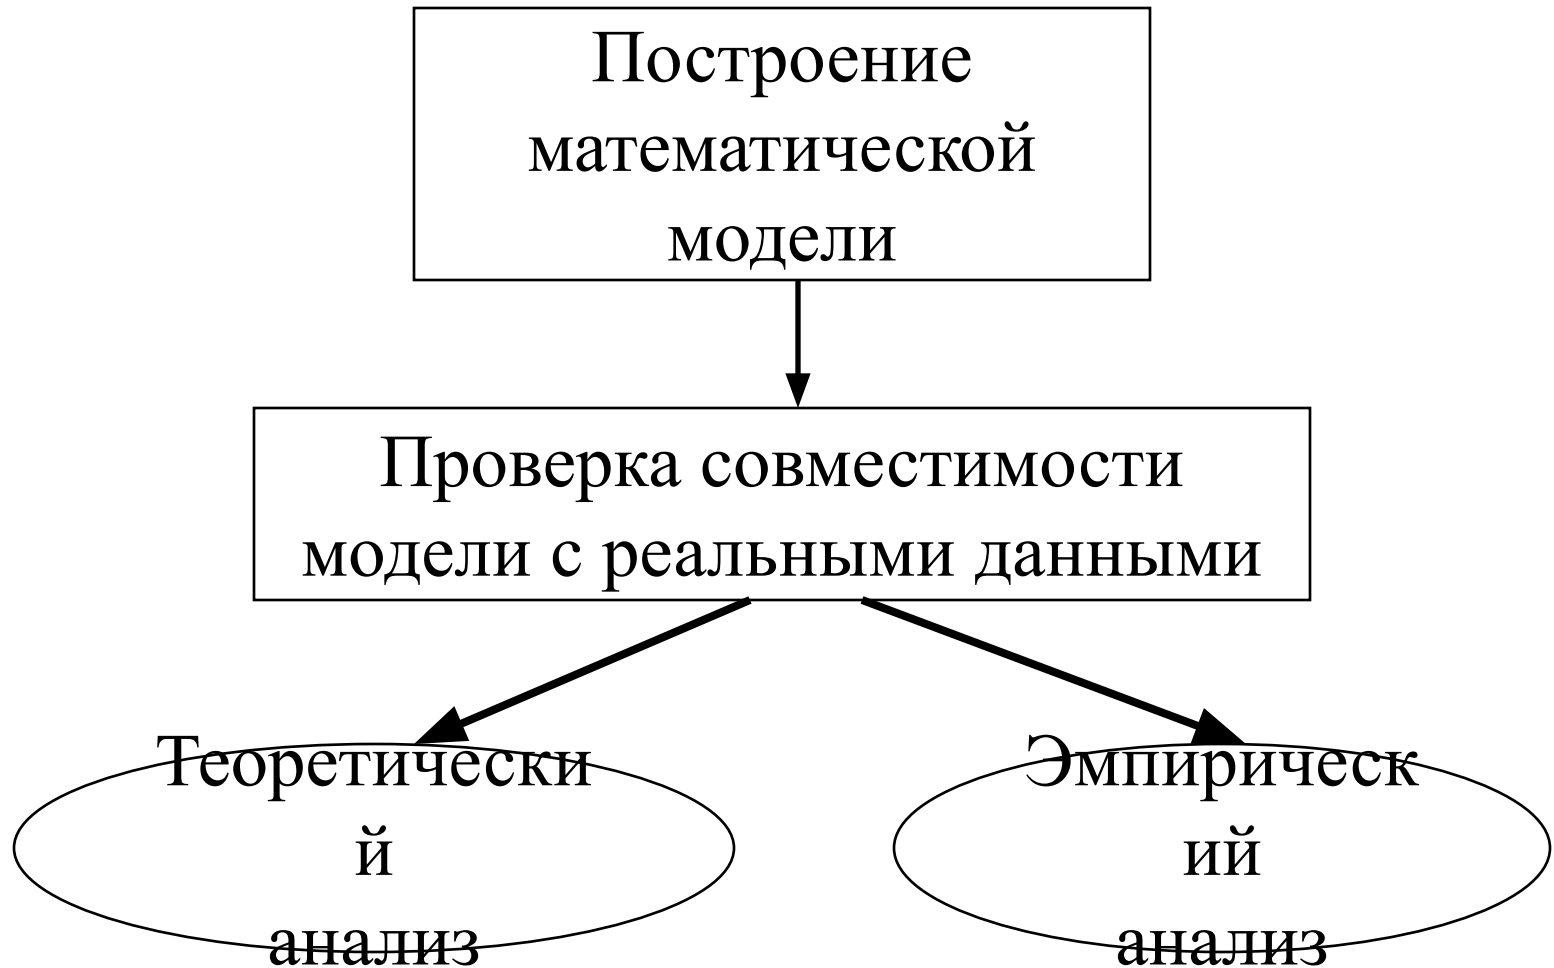 Построение
математической
модели
Проверка совместимости
модели с реальными данными
Теоретически
й
анализ
Эмпирическ
ий
анализ